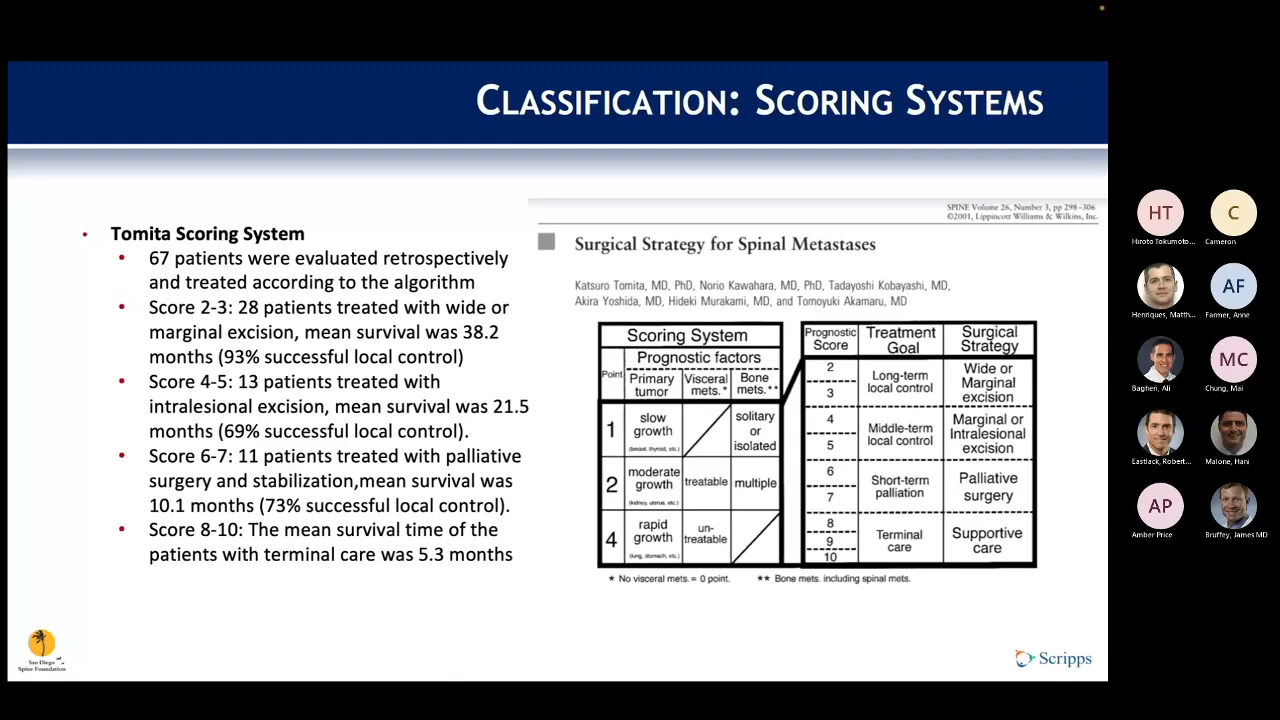 CLASSIFICATION: SCORING SYSTEMS
• Tomita Scoring System
• 67 patients were evaluated retrospectively
and treated according to the algorithm
• Score 2-3: 28 patients treated with wide or
marginal excision, mean survival was 38.2
months (93% successful local control)
• Score 4-5: 13 patients treated with
intralesional excision, mean survival was 21.5
months (69% successful local control).
• Score 6-7: 11 patients treated with palliative
surgery and stabilization,mean survival was
10.1 months (73% successful local control).
• Score 8-10: The mean survival time of the
patients with terminal care was 5.3 months
SPINE Volume 26, Number 3, pp 298–306
©2001, Lippincott Williams & Wilkins, Inc.
Surgical Strategy for Spinal Metastases
Katsuro Tomita, MD, PhD, Norio Kawahara, MD, PhD, Tadayoshi Kobayashi, MD,
Akira Yoshida, MD, Hideki Murakami, MD, and Tomoyuki Akamaru, MD
Scoring System
Point
Prognostic factors
Primary tumor
Visceral mets.*
Bone mets.**
1
slow growth
(breast, thyroid, etc.)
solitary or isolated
2
moderate growth
(kidney, uterus, etc.)
treatable
multiple
4
rapid growth
(lung, stomach, etc.)
un-treatable
Prognostic Score
Treatment Goal
Surgical Strategy
2
3
Long-term local control
Wide or Marginal excision
4
5
Middle-term local control
Marginal or Intralesional excision
6
7
Short-term palliation
Palliative surgery
8
9
10
Terminal care
Supportive care
* No visceral mets. = 0 point.
** Bone mets. including spinal mets.
San Diego
Spine Foundation
Scripps
HT
Hiroto Tokumoto...
C
Cameron
Henriques, Matth...
AF
Farmer, Anne
Bagheri, Ali
MC
Chung, Mai
Eastlack, Robert...
Malone, Hani
AP
Amber Price
Bruffey, James MD